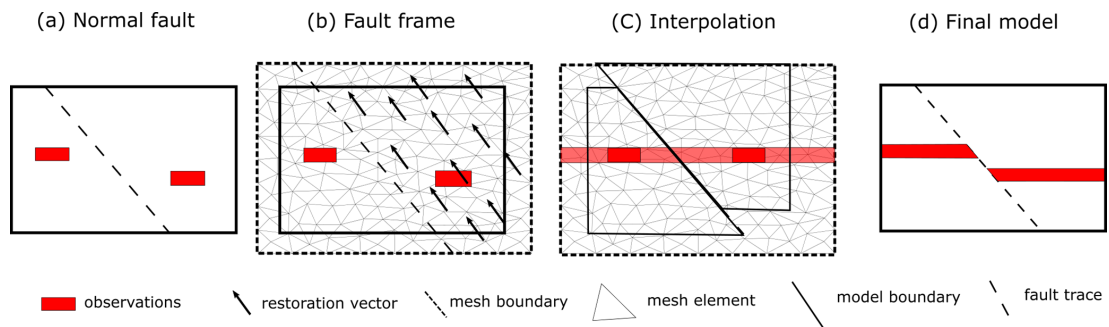 (a) Normal fault
(b) Fault frame
(C) Interpolation
(d) Final model
observations
restoration vector
mesh boundary
mesh element
model boundary
fault trace